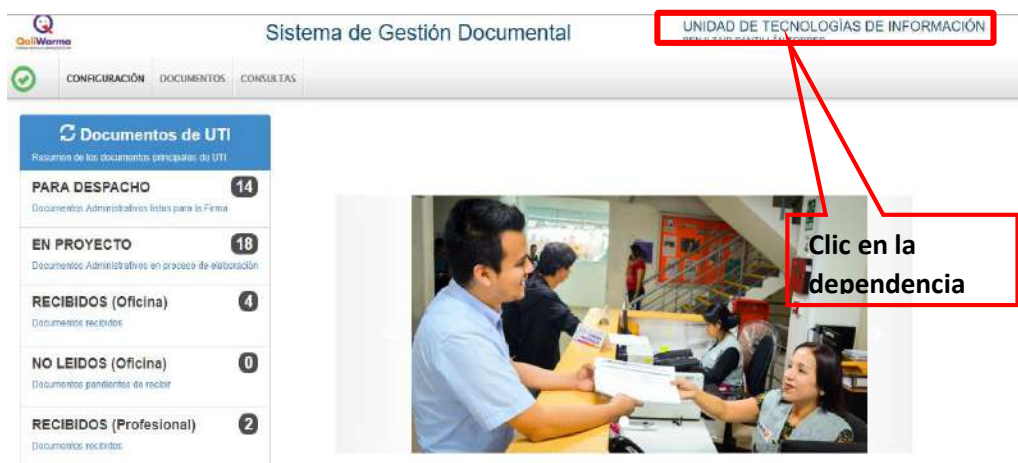 QaliWarma
Sistema de Gestión Documental
UNIDAD DE TECNOLOGÍAS DE INFORMACIÓN
CONFIGURACIÓN DOCUMENTOS CONSULTAS
Documentos de UTI
Resumen de los documentos principales de UTI
PARA DESPACHO 14
Documentos Administrativos listos para la Firma
EN PROYECTO 18
Documentos Administrativos en proceso de elaboración
RECIBIDOS (Oficina) 4
Documentos recibidos
NO LEIDOS (Oficina) 0
Documentos pendientes de recibir
RECIBIDOS (Profesional) 2
Documentos recibidos
Clic en la
dependencia